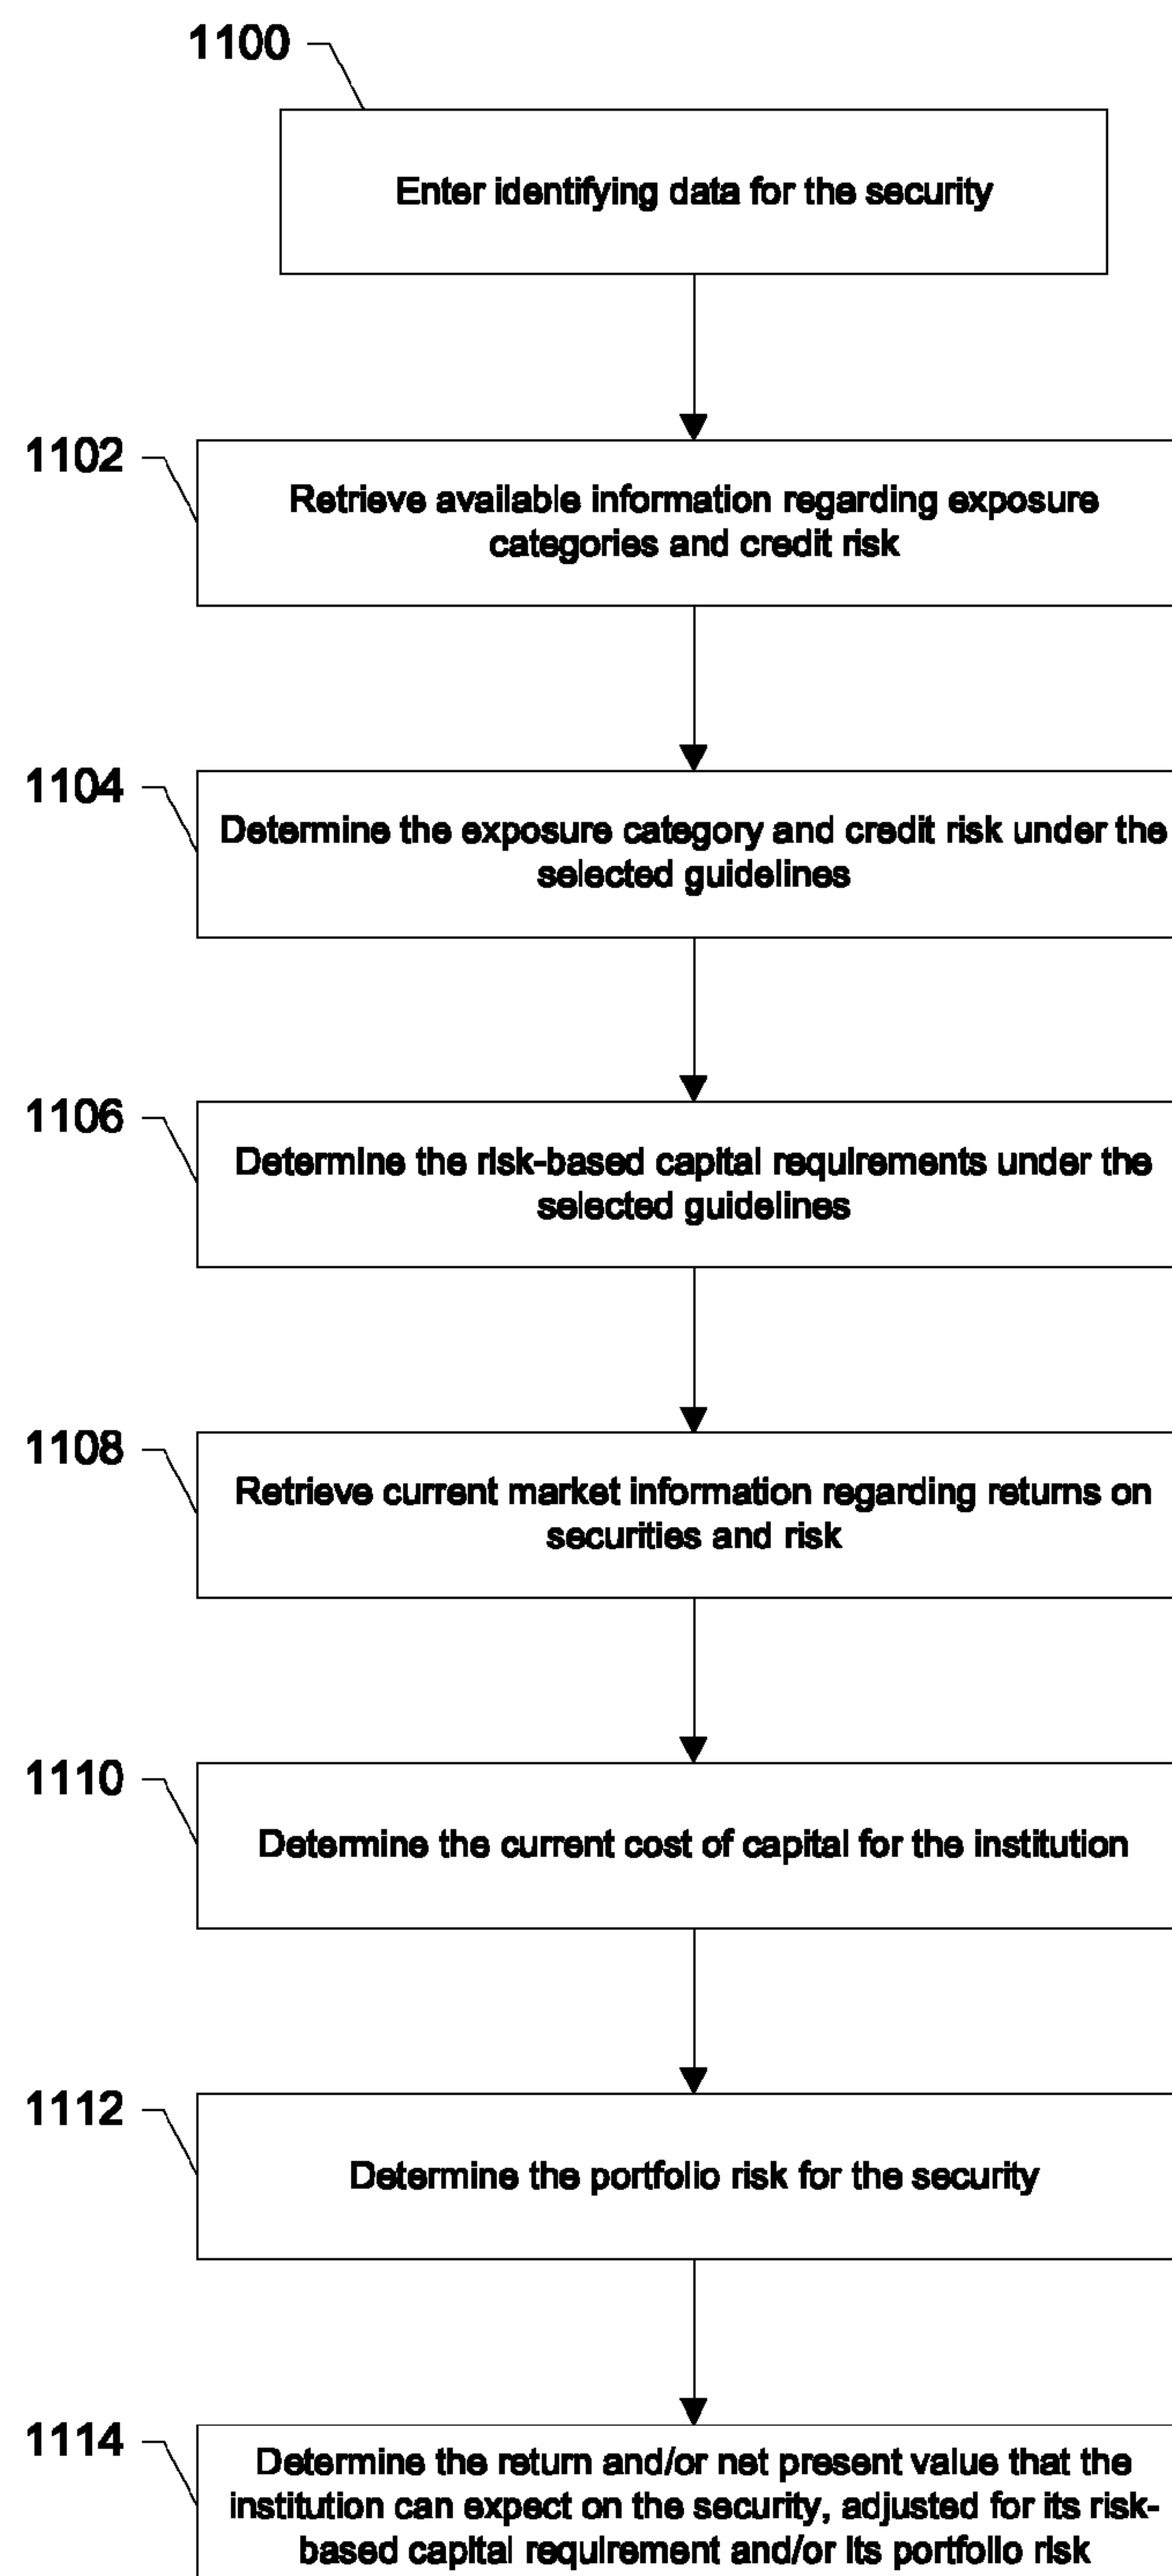 1100
Enter identifying data for the security
1102
Retrieve available information regarding exposure
categories and credit risk
1104
Determine the exposure category and credit risk under the
selected guidelines
1106
Determine the risk-based capital requirements under the
selected guidelines
1108
Retrieve current market information regarding returns on
securities and risk
1110
Determine the current cost of capital for the institution
1112
Determine the portfolio risk for the security
1114
Determine the return and/or net present value that the
institution can expect on the security, adjusted for its risk-
based capital requirement and/or its portfolio risk